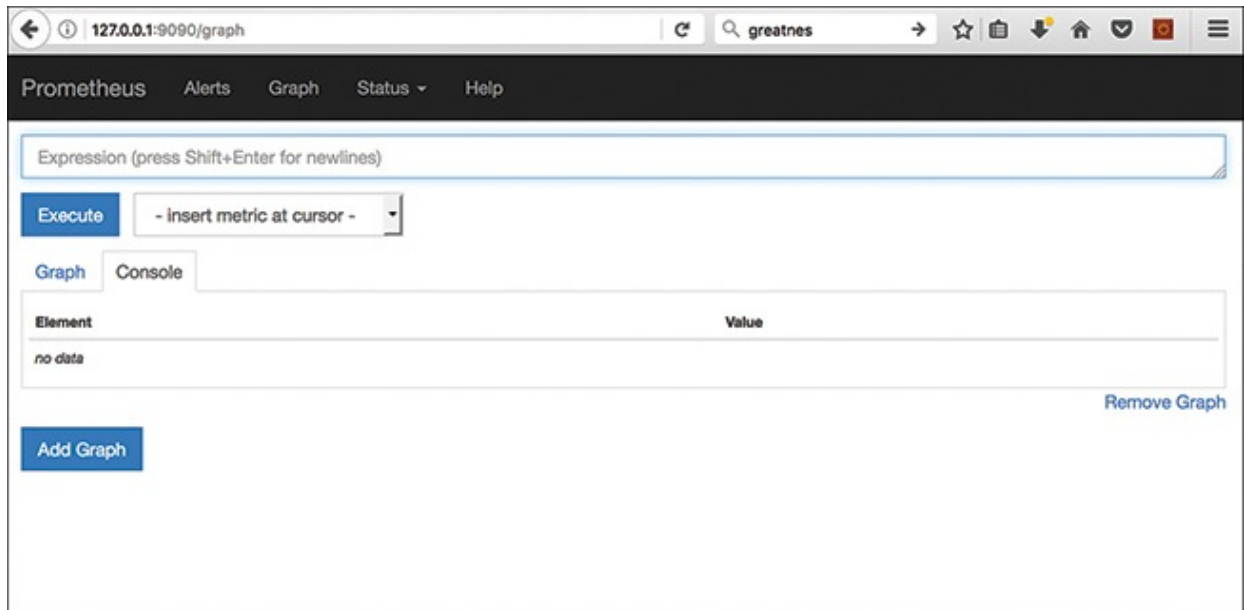 127.0.0.1:9090/graph greatnes
Prometheus Alerts Graph Status Help
Expression (press Shift+Enter for newlines)
Execute - insert metric at cursor -
Graph Console
Element Value
no data
Remove Graph
Add Graph